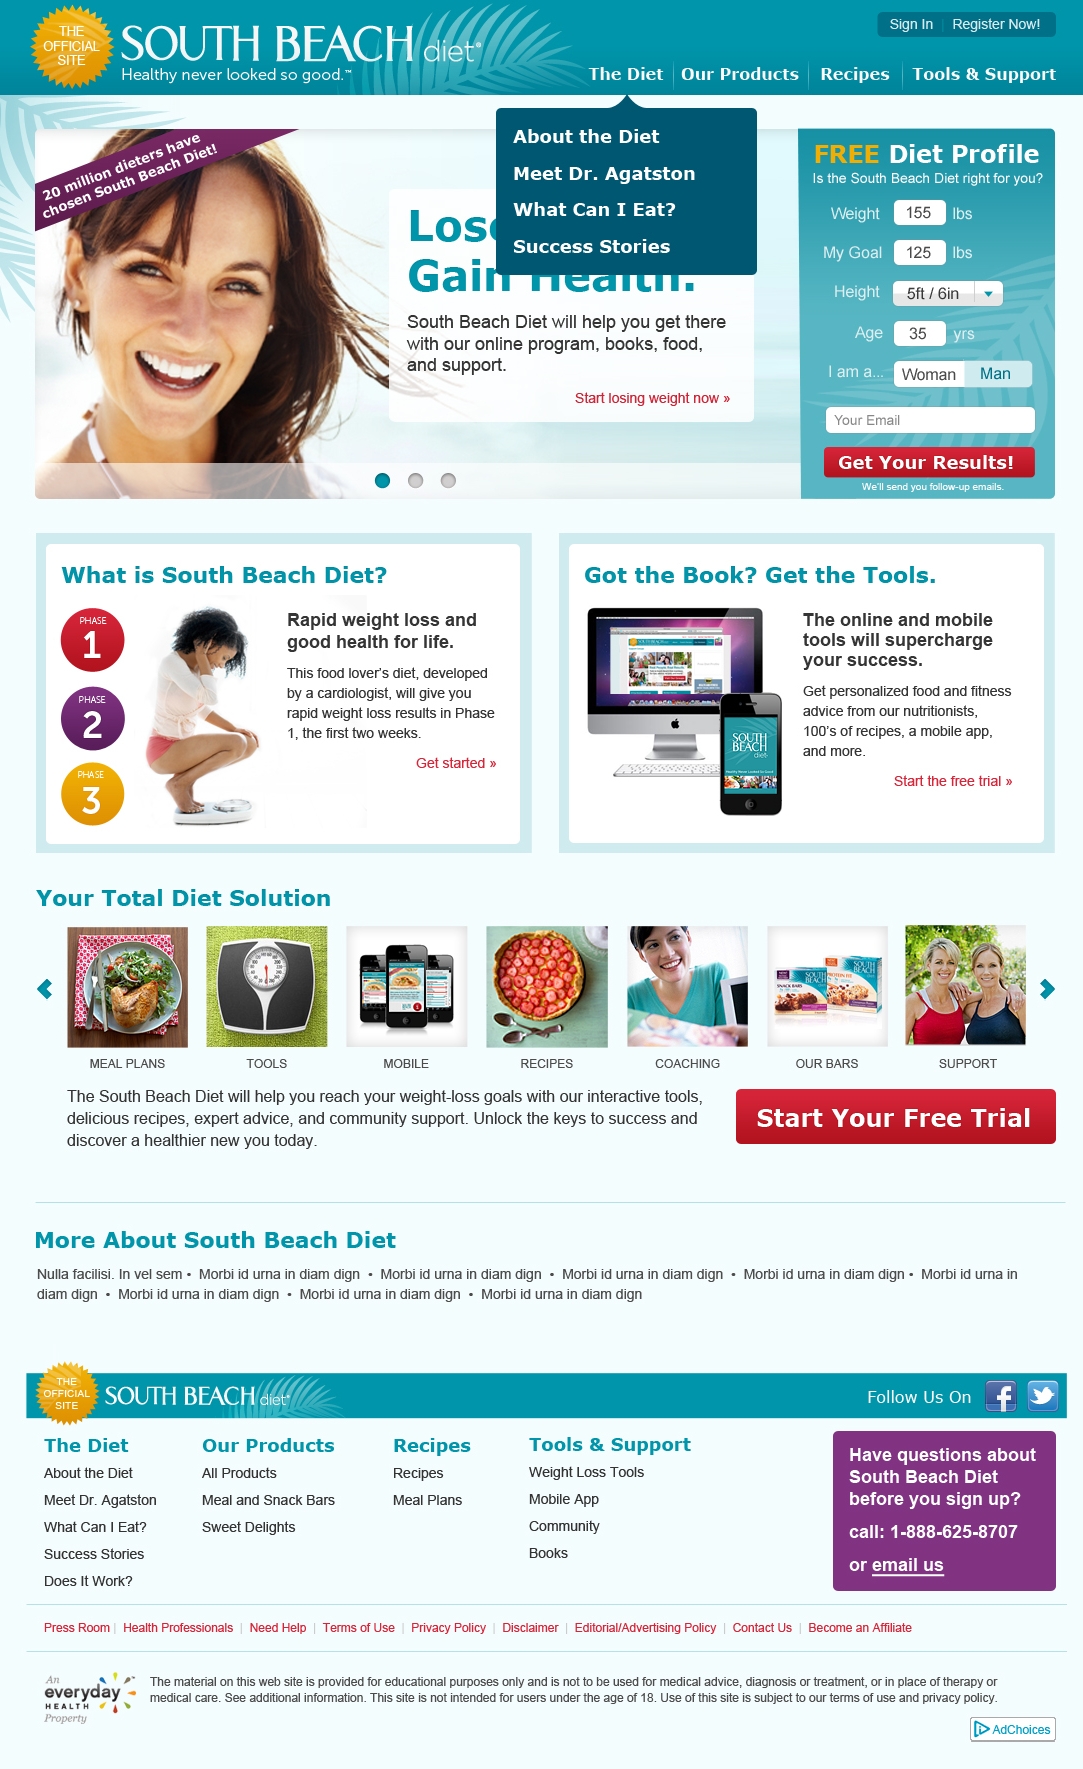 THE
OFFICIAL
SITE
SOUTH BEACH diet®
Healthy never looked so good.™
Sign In | Register Now!
The Diet
Our Products
Recipes
Tools & Support
About the Diet
Meet Dr. Agatston
What Can I Eat?
Success Stories
20 million dieters have
chosen South Beach Diet!
Gain Health.
South Beach Diet will help you get there
with our online program, books, food,
and support.
Start losing weight now »
FREE Diet Profile
Is the South Beach Diet right for you?
Weight 155 lbs
My Goal 125 lbs
Height 5ft / 6in
Age 35 yrs
I am a... Woman Man
Your Email
Get Your Results!
We'll send you follow-up emails.
What is South Beach Diet?
PHASE
1
PHASE
2
PHASE
3
Rapid weight loss and
good health for life.
This food lover's diet, developed
by a cardiologist, will give you
rapid weight loss results in Phase
1, the first two weeks.
Get started »
Got the Book? Get the Tools.
SOUTH
BEACH
diet
The online and mobile
tools will supercharge
your success.
Get personalized food and fitness
advice from our nutritionists,
100's of recipes, a mobile app,
and more.
Start the free trial »
Your Total Diet Solution
MEAL PLANS
TOOLS
MOBILE
RECIPES
COACHING
OUR BARS
SUPPORT
The South Beach Diet will help you reach your weight-loss goals with our interactive tools,
delicious recipes, expert advice, and community support. Unlock the keys to success and
discover a healthier new you today.
Start Your Free Trial
More About South Beach Diet
Nulla facilisi. In vel sem • Morbi id urna in diam dign • Morbi id urna in diam dign • Morbi id urna in diam dign • Morbi id urna in diam dign • Morbi id urna in
diam dign • Morbi id urna in diam dign • Morbi id urna in diam dign • Morbi id urna in diam dign
THE
OFFICIAL
SITE
SOUTH BEACH diet®
Follow Us On
The Diet
About the Diet
Meet Dr. Agatston
What Can I Eat?
Success Stories
Does It Work?
Our Products
All Products
Meal and Snack Bars
Sweet Delights
Recipes
Recipes
Meal Plans
Tools & Support
Weight Loss Tools
Mobile App
Community
Books
Have questions about
South Beach Diet
before you sign up?
call: 1-888-625-8707
or email us
Press Room | Health Professionals | Need Help | Terms of Use | Privacy Policy | Disclaimer | Editorial/Advertising Policy | Contact Us | Become an Affiliate
An
everyday
HEALTH
Property
The material on this web site is provided for educational purposes only and is not to be used for medical advice, diagnosis or treatment, or in place of therapy or
medical care. See additional information. This site is not intended for users under the age of 18. Use of this site is subject to our terms of use and privacy policy.
AdChoices